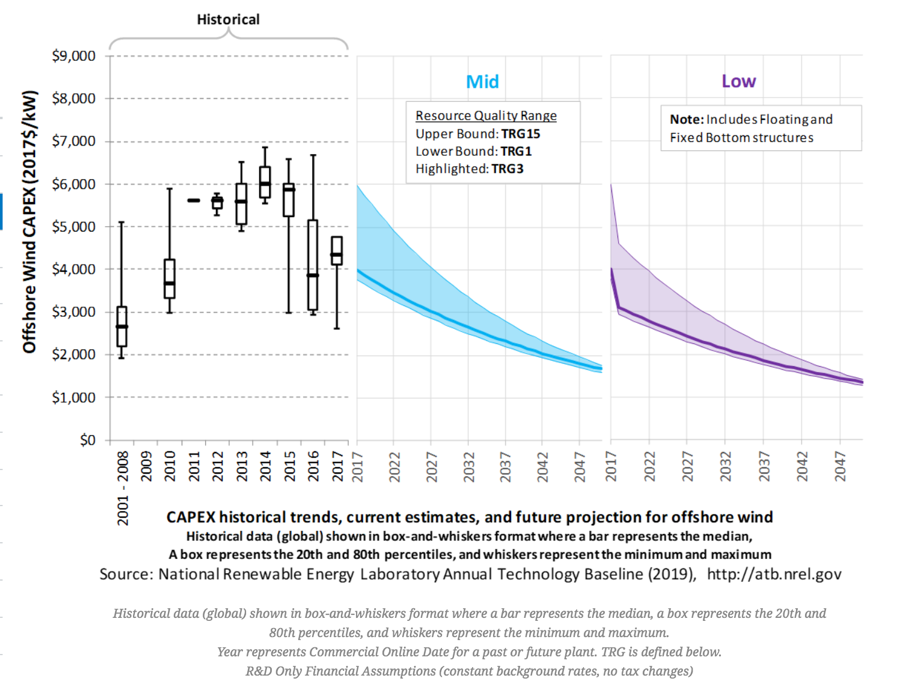 Historical
Offshore Wind CAPEX (2017$/kW)
$9,000
$8,000
$7,000
$6,000
$5,000
$4,000
$3,000
$2,000
$1,000
$0
2001 - 2008
2009
2010
2011
2012
2013
2014
2015
2016
2017
Mid
Resource Quality Range
Upper Bound: TRG15
Lower Bound: TRG1
Highlighted: TRG3
2017
2022
2027
2032
2037
2042
2047
Low
Note: Includes Floating and
Fixed Bottom structures
2017
2022
2027
2032
2037
2042
2047
CAPEX historical trends, current estimates, and future projection for offshore wind
Historical data (global) shown in box-and-whiskers format where a bar represents the median,
A box represents the 20th and 80th percentiles, and whiskers represent the minimum and maximum
Source: National Renewable Energy Laboratory Annual Technology Baseline (2019), http://atb.nrel.gov
Historical data (global) shown in box-and-whiskers format where a bar represents the median, a box represents the 20th and
80th percentiles, and whiskers represent the minimum and maximum.
Year represents Commercial Online Date for a past or future plant. TRG is defined below.
R&D Only Financial Assumptions (constant background rates, no tax changes)